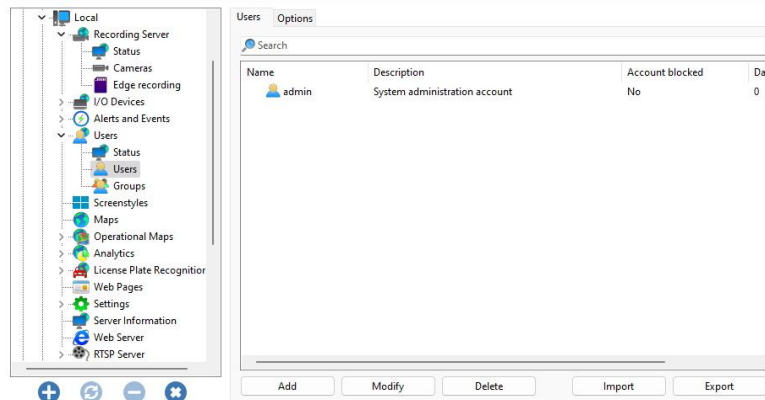 Local
Recording Server
Status
Cameras
Edge recording
I/O Devices
Alerts and Events
Users
Status
Users
Groups
Screenstyles
Maps
Operational Maps
Analytics
License Plate Recognition
Web Pages
Settings
Server Information
Web Server
RTSP Server
Users Options
Search
Name Description Account blocked Da
admin System administration account No 0
Add Modify Delete Import Export